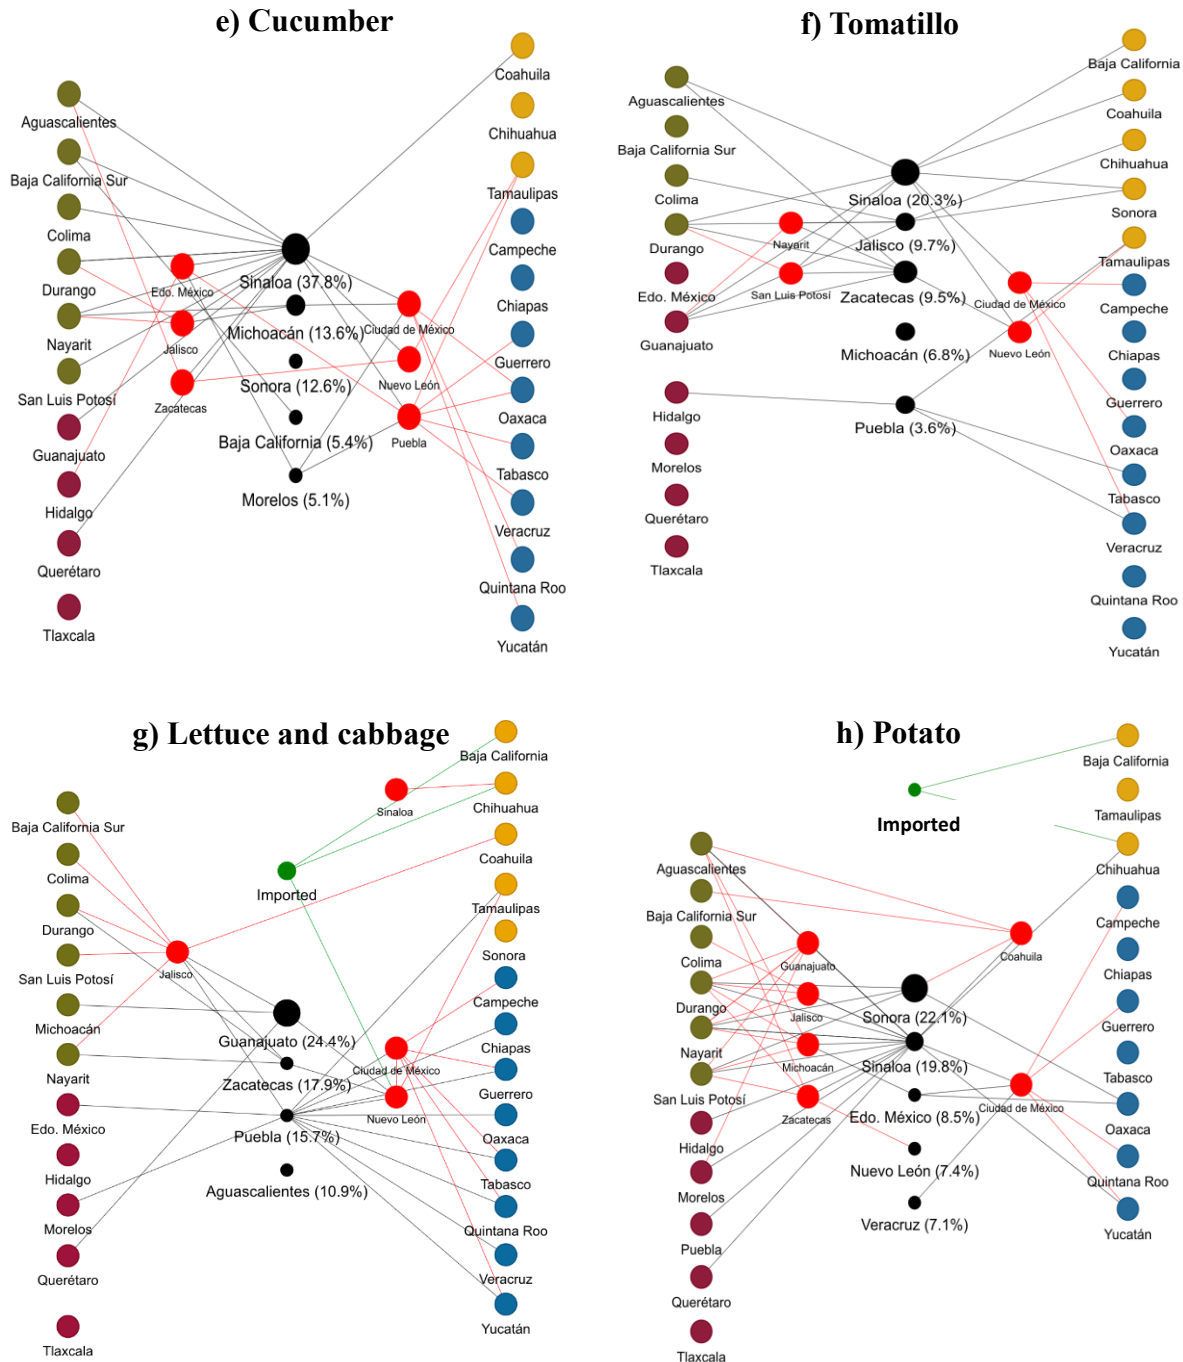 e) Cucumber
Coahuila
Chihuahua
Tamaulipas
Campeche
Chiapas
Guerrero
Oaxaca
Tabasco
Veracruz
Quintana Roo
Yucatán
Aguascalientes
Baja California Sur
Colima
Durango
Nayarit
San Luis Potosí
Guanajuato
Hidalgo
Querétaro
Tlaxcala
Edo. México
Jalisco
Zacatecas
Sinaloa (37.8%)
Michoacán (13.6%)
Sonora (12.6%)
Baja California (5.4%)
Morelos (5.1%)
Ciudad de México
Nuevo León
Puebla
f) Tomatillo
Baja California
Coahuila
Chihuahua
Sonora
Tamaulipas
Campeche
Chiapas
Guerrero
Oaxaca
Tabasco
Veracruz
Quintana Roo
Yucatán
Aguascalientes
Baja California Sur
Colima
Durango
Edo. México
Guanajuato
Hidalgo
Morelos
Querétaro
Tlaxcala
Nayarit
San Luis Potosí
Sinaloa (20.3%)
Jalisco (9.7%)
Zacatecas (9.5%)
Michoacán (6.8%)
Puebla (3.6%)
Ciudad de México
Nuevo León
g) Lettuce and cabbage
Baja California
Chihuahua
Coahuila
Tamaulipas
Sonora
Campeche
Chiapas
Guerrero
Oaxaca
Tabasco
Quintana Roo
Veracruz
Yucatán
Sinaloa
Imported
Baja California Sur
Colima
Durango
San Luis Potosí
Michoacán
Nayarit
Edo. México
Hidalgo
Morelos
Querétaro
Tlaxcala
Jalisco
Guanajuato (24.4%)
Zacatecas (17.9%)
Puebla (15.7%)
Aguascalientes (10.9%)
Ciudad de México
Nuevo León
h) Potato
Baja California
Tamaulipas
Chihuahua
Campeche
Chiapas
Guerrero
Tabasco
Oaxaca
Quintana Roo
Yucatán
Imported
Aguascalientes
Baja California Sur
Colima
Durango
Nayarit
San Luis Potosí
Hidalgo
Morelos
Puebla
Querétaro
Tlaxcala
Guanajuato
Jalisco
Michoacán
Zacatecas
Sonora (22.1%)
Sinaloa (19.8%)
Edo. México (8.5%)
Nuevo León (7.4%)
Veracruz (7.1%)
Coahuila
Ciudad de México